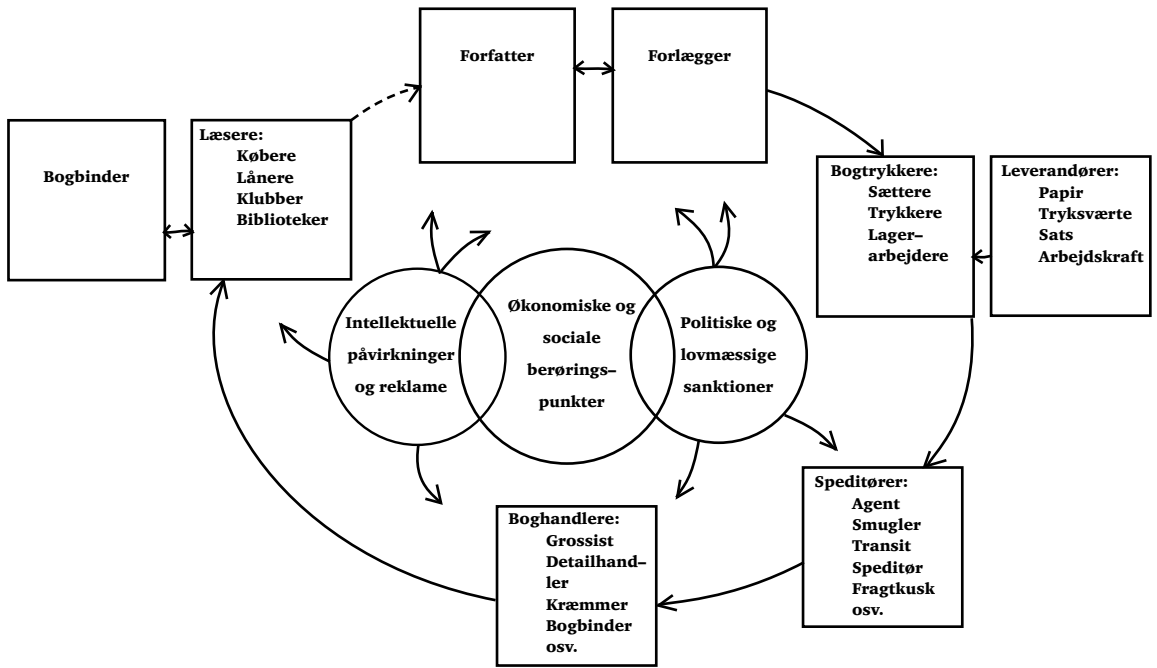 Forfatter
Forlægger
Bogbinder
Læsere:
Købere
Lånere
Klubber
Biblioteker
Bogtrykkere:
Sættere
Trykkere
Lager–
arbejdere
Leverandører:
Papir
Tryksværte
Sats
Arbejdskraft
Intellektuelle
påvirkninger
og reklame
Økonomiske og
sociale
berørings–
punkter
Politiske og
lovmæssige
sanktioner
Speditører:
Agent
Smugler
Transit
Speditør
Fragtkusk
osv.
Boghandlere:
Grossist
Detailhand–
ler
Kræmmer
Bogbinder
osv.